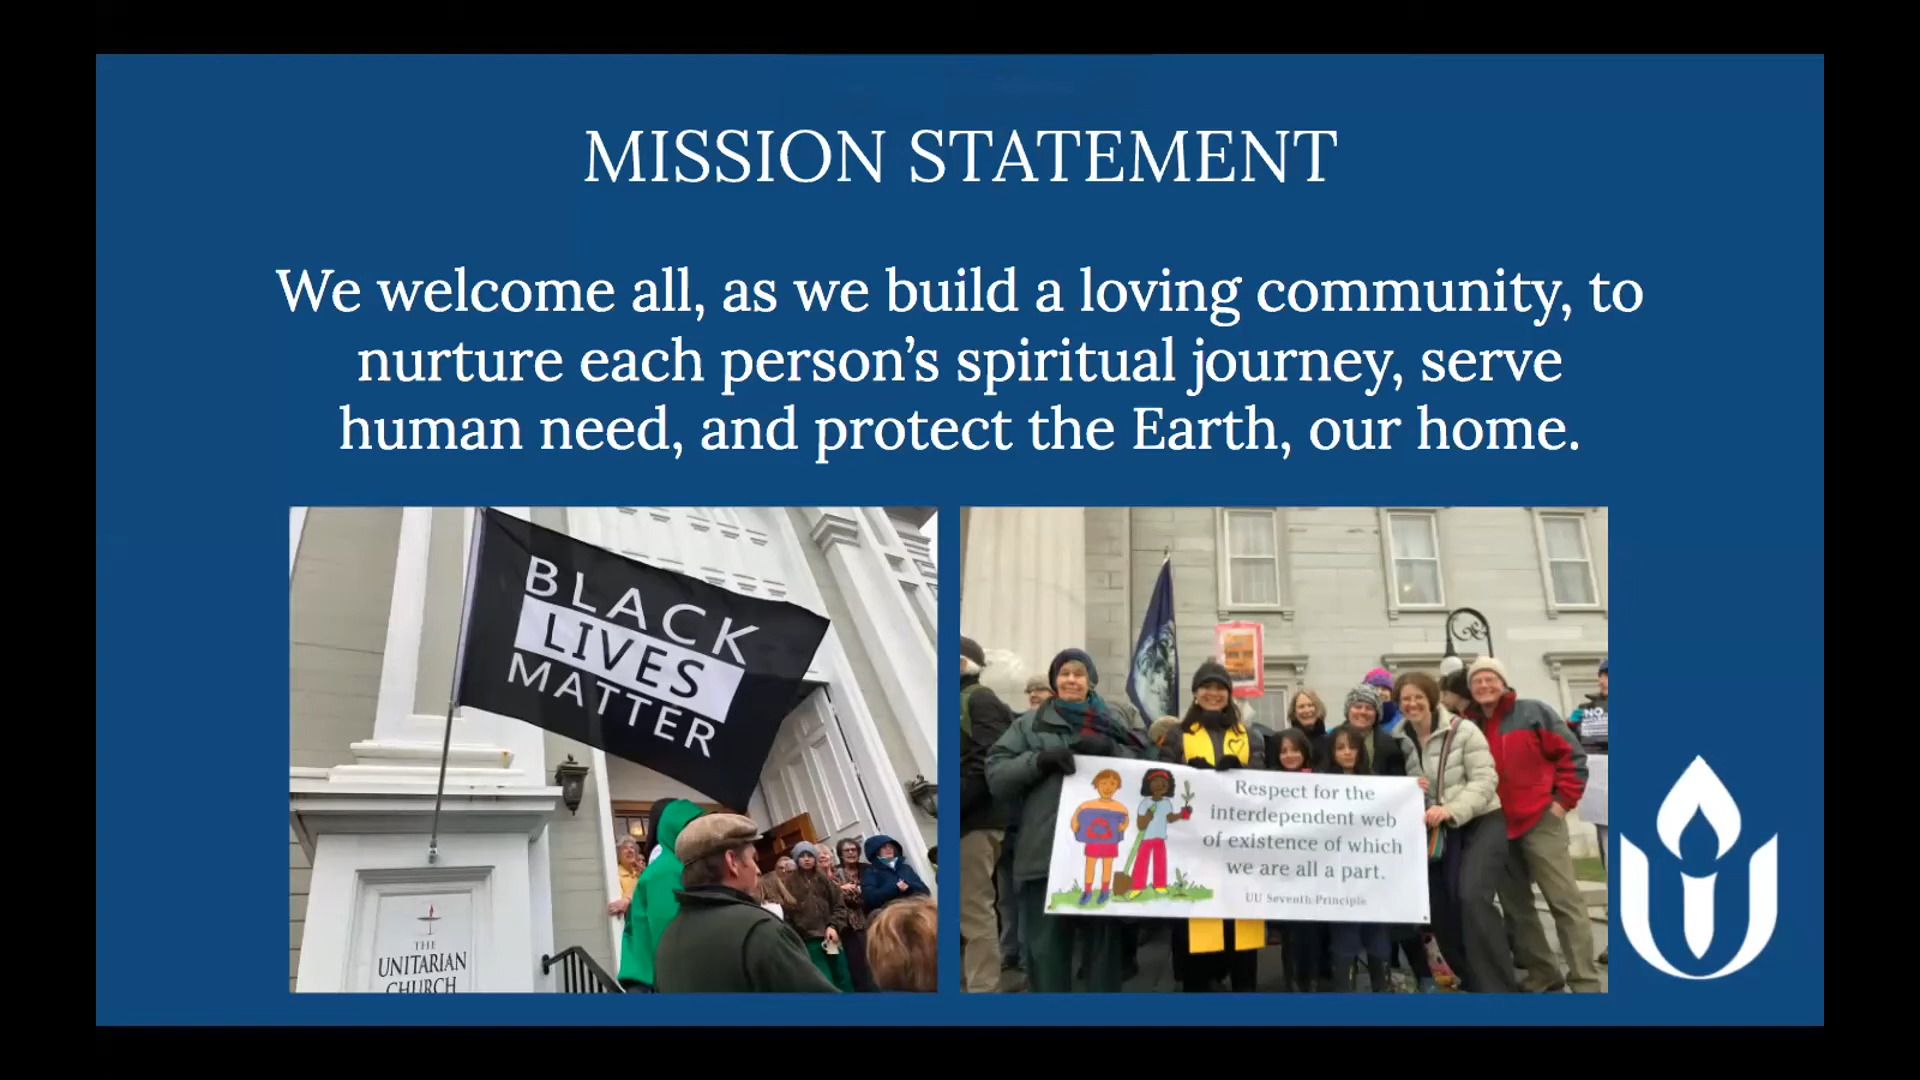 MISSION STATEMENT
We welcome all, as we build a loving community, to
nurture each person’s spiritual journey, serve
human need, and protect the Earth, our home.
BLACK
LIVES
MATTER
THE
UNITARIAN
CHURCH
Respect for the
interdependent web
of existence of which
we are all a part.
UU Seventh Principle
NO